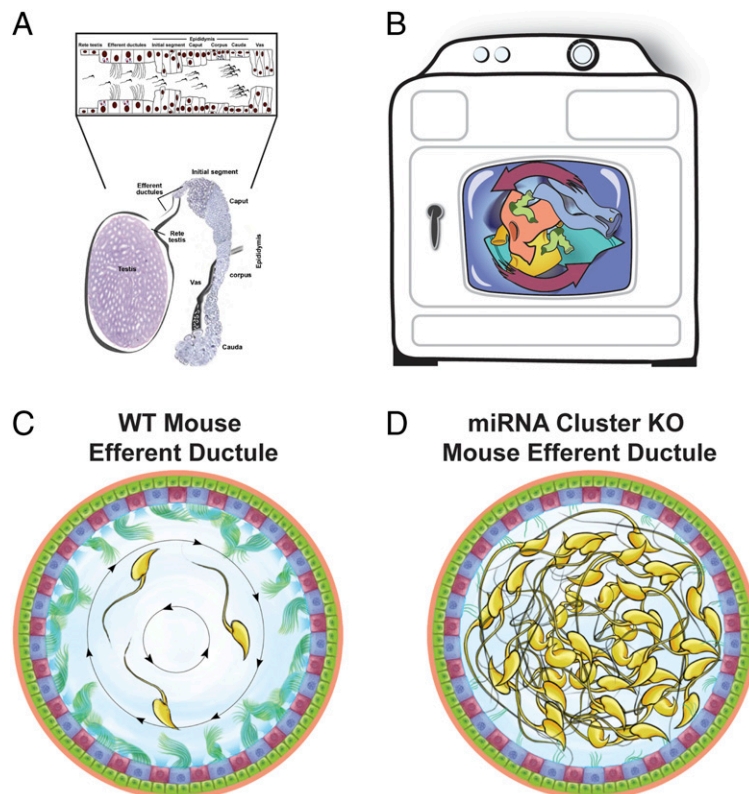 A
Epididymis
Rete testis Efferent ductules Initial segment Caput Corpus Cauda Vas
Initial segment
Efferent
ductules
Caput
Rete
testis
Testis
Epididymis
corpus
Vas
Cauda
B
C
WT Mouse
Efferent Ductule
D
miRNA Cluster KO
Mouse Efferent Ductule